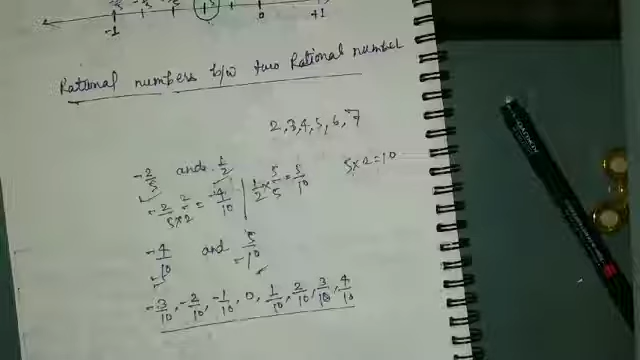 -1 0 +1
Rational numbers b/w two Rational number
2,3,4,5,6,7
-2/5 and 1/2 5×2=10
-2/5 × 2/2 = -4/10 | 1/2 × 5/5 = 5/10
-4/10 and 5/10
-3/10, -2/10, -1/10, 0, 1/10, 2/10, 3/10, 4/10